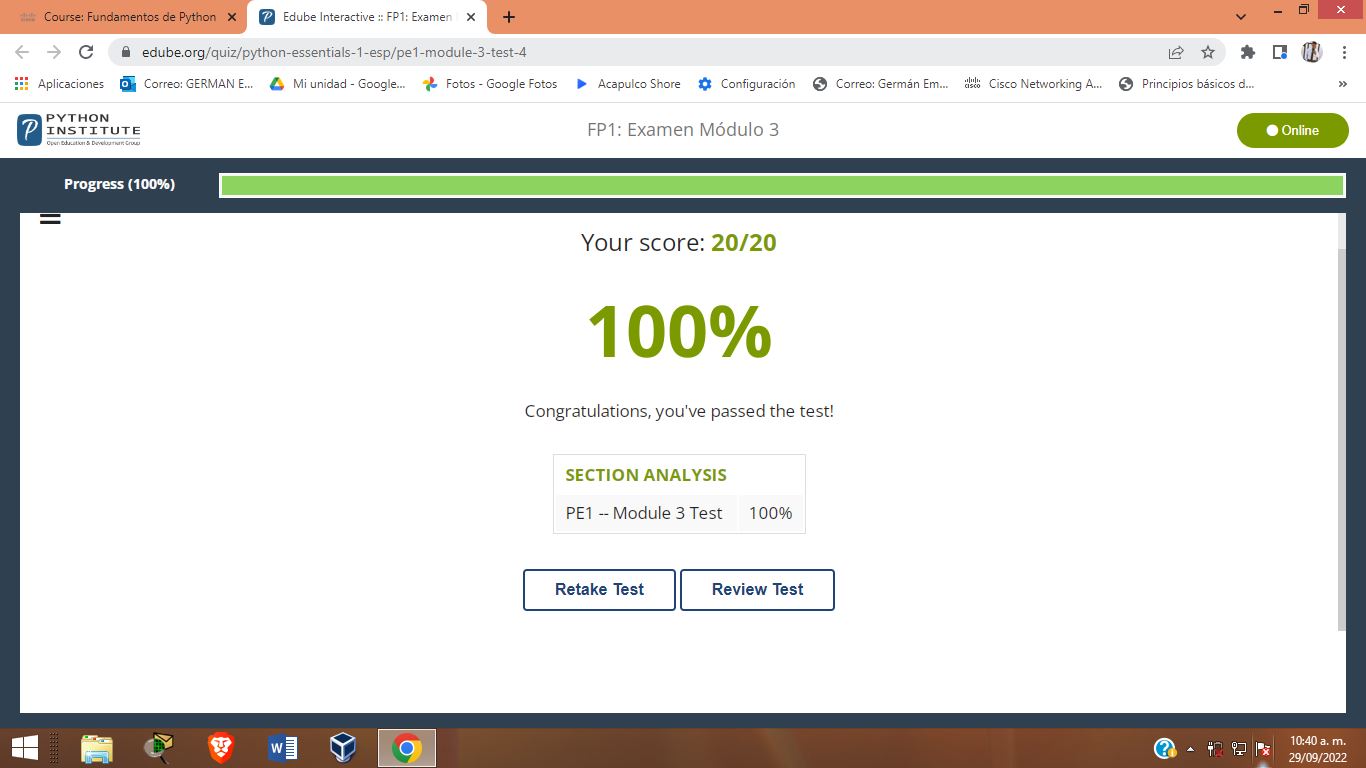 Course: Fundamentos de Python
Edube Interactive :: FP1: Examen
edube.org/quiz/python-essentials-1-esp/pe1-module-3-test-4
Aplicaciones
Correo: GERMAN E...
Mi unidad - Google...
Fotos - Google Fotos
Acapulco Shore
Configuración
Correo: Germán Em...
Cisco Networking A...
Principios básicos d...
»
PYTHON
INSTITUTE
Open Education & Development Group
FP1: Examen Módulo 3
Online
Progress (100%)
Your score: 20/20
100%
Congratulations, you've passed the test!
SECTION ANALYSIS
PE1 -- Module 3 Test 100%
Retake Test
Review Test
10:40 a. m.
29/09/2022